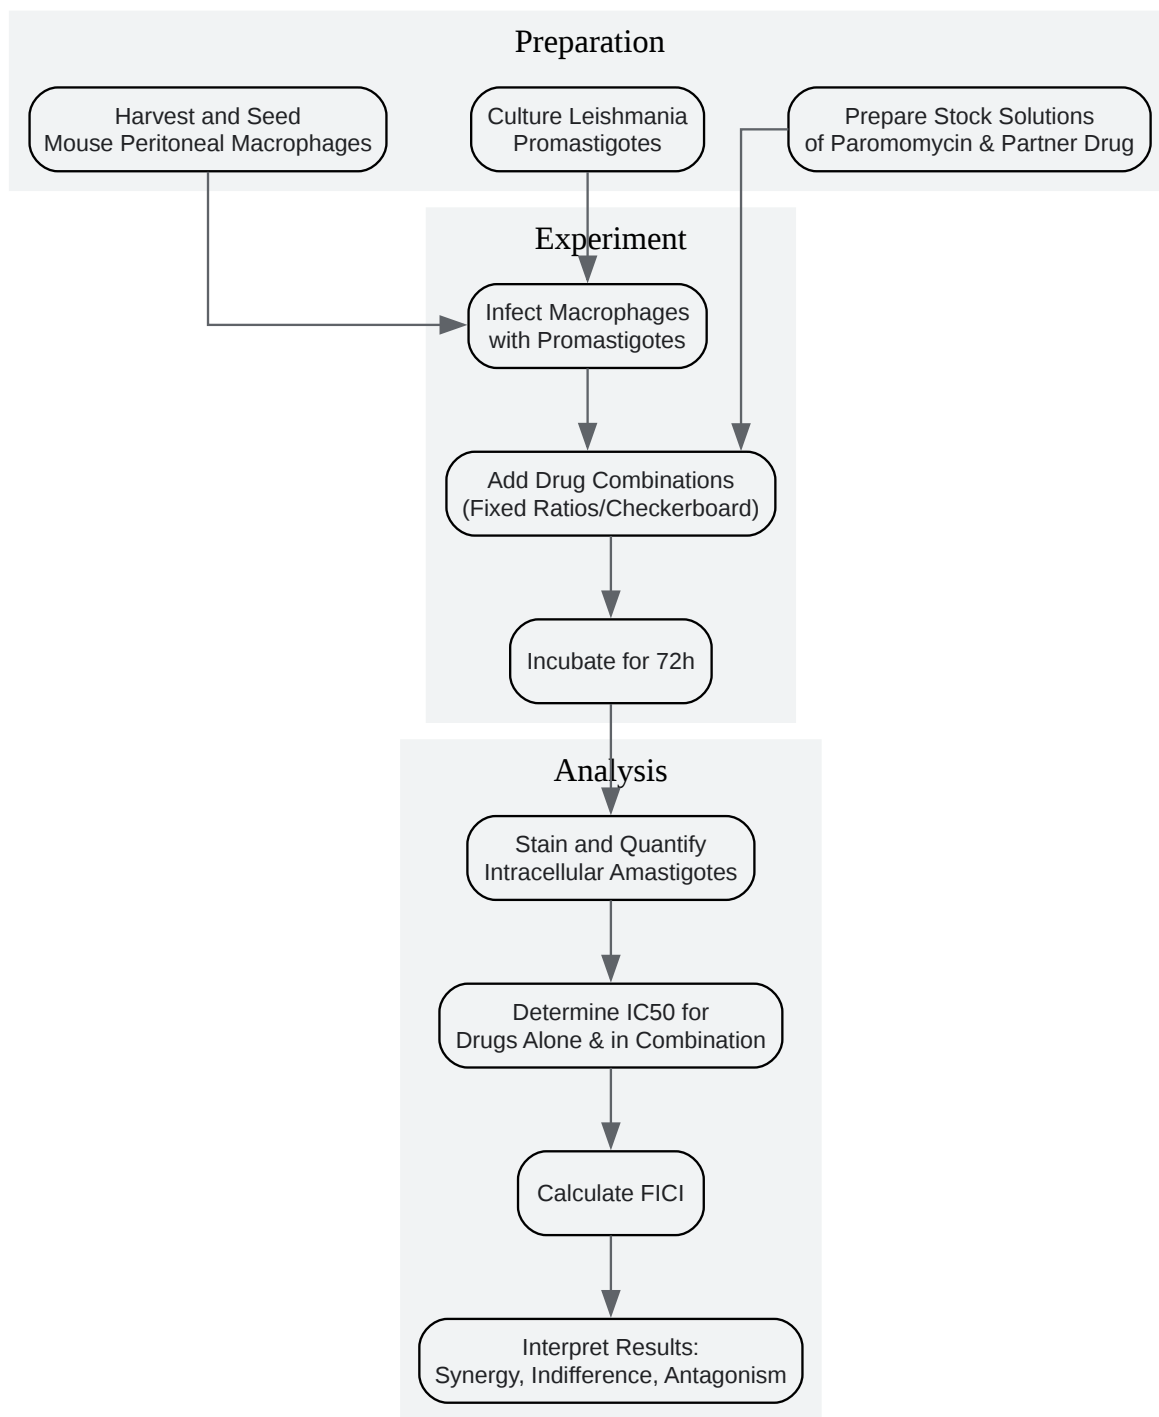 Preparation
Harvest and Seed
Mouse Peritoneal Macrophages
Culture Leishmania
Promastigotes
Prepare Stock Solutions
of Paromomycin & Partner Drug
Experiment
Infect Macrophages
with Promastigotes
Add Drug Combinations
(Fixed Ratios/Checkerboard)
Incubate for 72h
Analysis
Stain and Quantify
Intracellular Amastigotes
Determine IC50 for
Drugs Alone & in Combination
Calculate FICI
Interpret Results:
Synergy, Indifference, Antagonism